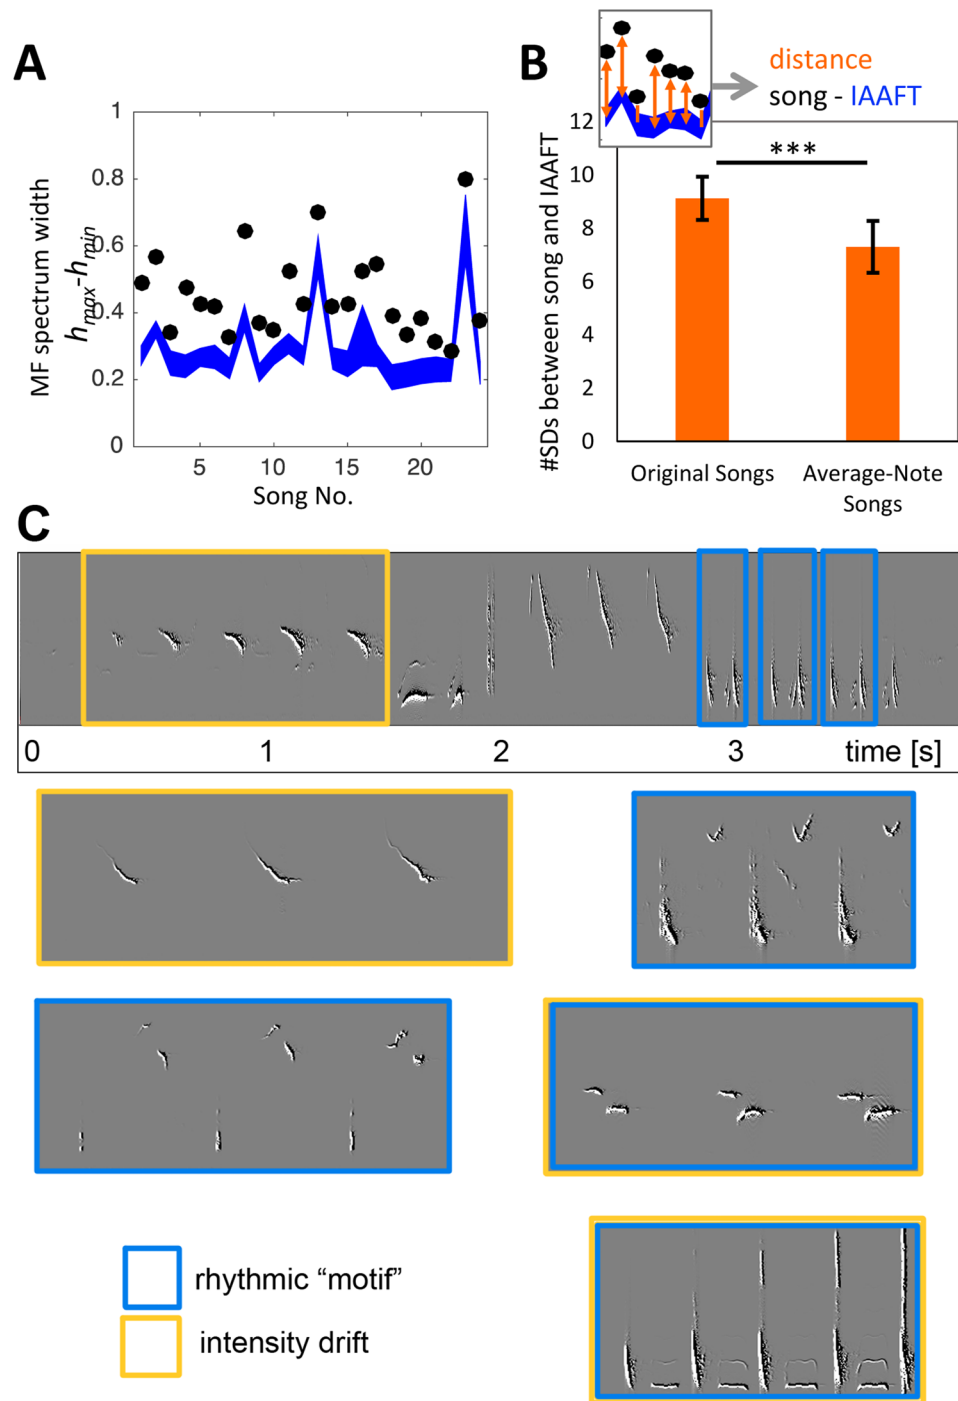 A
MF spectrum width
hmax-hmin
1
0.8
0.6
0.4
0.2
0
5 10 15 20
Song No.
B
distance
song - IAAFT
***
#SDs between song and IAAFT
12
10
8
6
4
2
0
Original Songs
Average-Note
Songs
C
0 1 2 3 time [s]
rhythmic “motif”
intensity drift